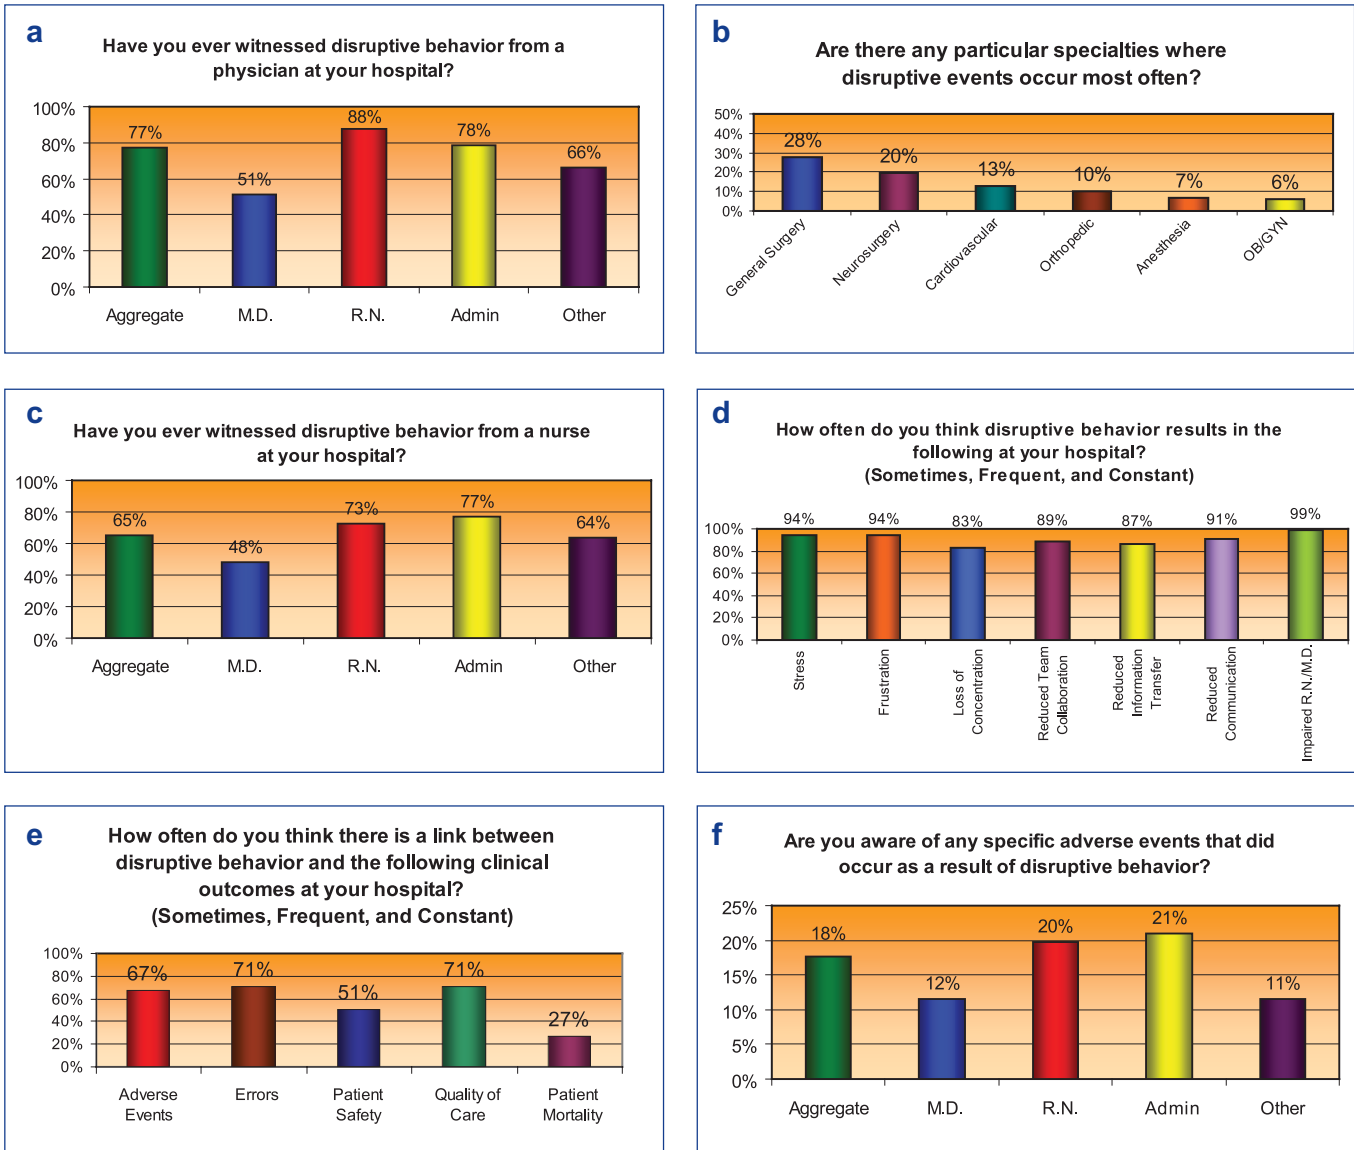 a
Have you ever witnessed disruptive behavior from a
physician at your hospital?
100%
80%
60%
40%
20%
0%
77%
51%
88%
78%
66%
Aggregate
M.D.
R.N.
Admin
Other
b
Are there any particular specialties where
disruptive events occur most often?
50%
40%
30%
20%
10%
0%
28%
20%
13%
10%
7%
6%
General Surgery
Neurosurgery
Cardiovascular
Orthopedic
Anesthesia
OB/GYN
c
Have you ever witnessed disruptive behavior from a nurse
at your hospital?
100%
80%
60%
40%
20%
0%
65%
48%
73%
77%
64%
Aggregate
M.D.
R.N.
Admin
Other
d
How often do you think disruptive behavior results in the
following at your hospital?
(Sometimes, Frequent, and Constant)
94%
94%
83%
89%
87%
91%
99%
100%
80%
60%
40%
20%
0%
Stress
Frustration
Loss of
Concentration
Reduced Team
Collaboration
Reduced
Information
Transfer
Reduced
Communication
Impaired R.N./M.D.
e
How often do you think there is a link between
disruptive behavior and the following clinical
outcomes at your hospital?
(Sometimes, Frequent, and Constant)
100%
80%
60%
40%
20%
0%
67%
71%
51%
71%
27%
Adverse
Events
Errors
Patient
Safety
Quality of
Care
Patient
Mortality
f
Are you aware of any specific adverse events that did
occur as a result of disruptive behavior?
25%
20%
15%
10%
5%
0%
18%
12%
20%
21%
11%
Aggregate
M.D.
R.N.
Admin
Other